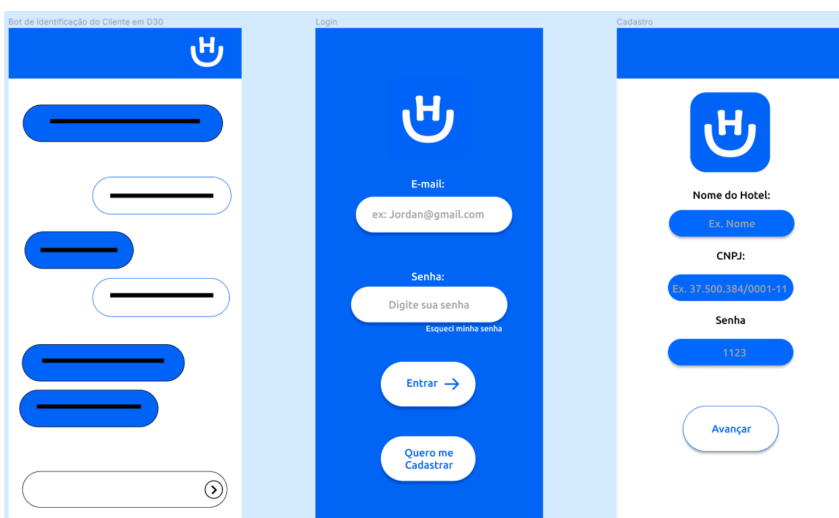 Bot de identificação do Cliente em D30
H
Login
H
E-mail:
ex: Jordan@gmail.com
Senha:
Digite sua senha
Esqueci minha senha
Entrar
Quero me
Cadastrar
Cadastro
H
Nome do Hotel:
Ex. Nome
CNPJ:
Ex. 37.500.384/0001-11
Senha
1123
Avançar